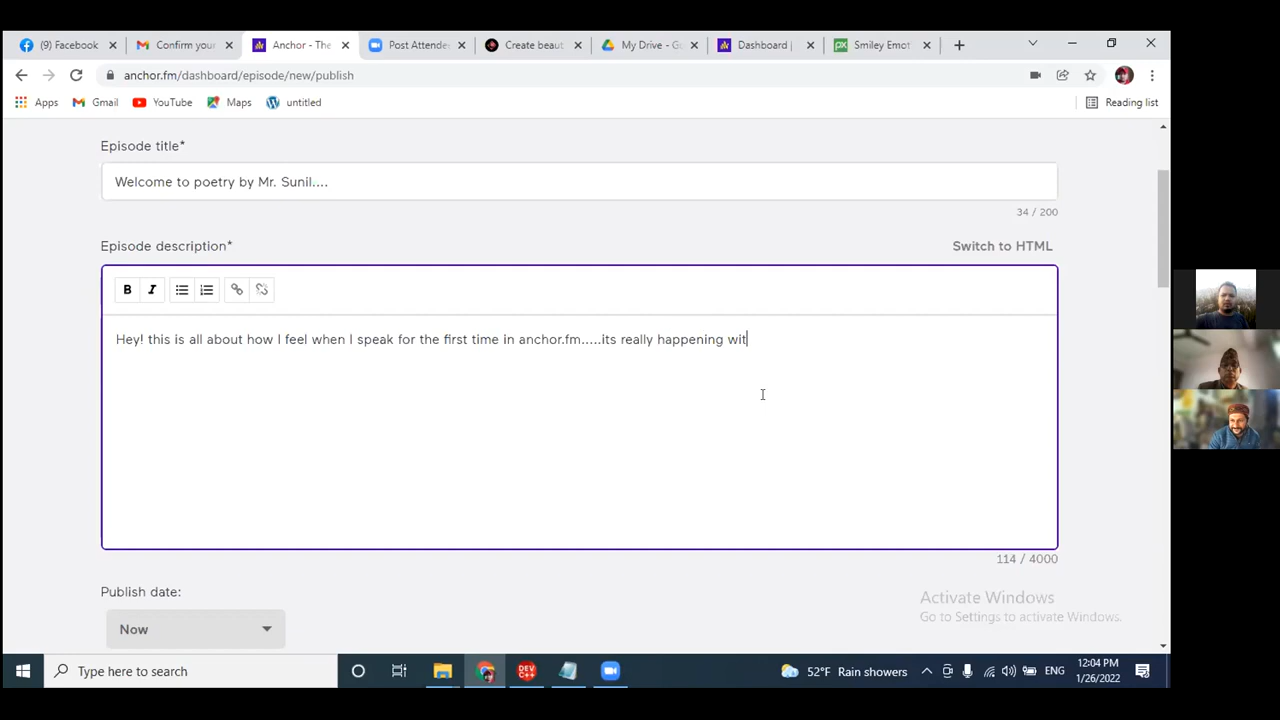 (9) Facebook
Confirm your
Anchor - The
Post Attende
Create beaut
My Drive - Go
Dashboard |
Smiley Emot
anchor.fm/dashboard/episode/new/publish
Apps
Gmail
YouTube
Maps
untitled
Reading list
Episode title*
Welcome to poetry by Mr. Sunil....
34 / 200
Episode description*
Switch to HTML
B I
Hey! this is all about how I feel when I speak for the first time in anchor.fm.....its really happening wit
114 / 4000
Publish date:
Now
Activate Windows
Go to Settings to activate Windows.
Type here to search
DEV
C++
52°F Rain showers
ENG
12:04 PM
1/26/2022